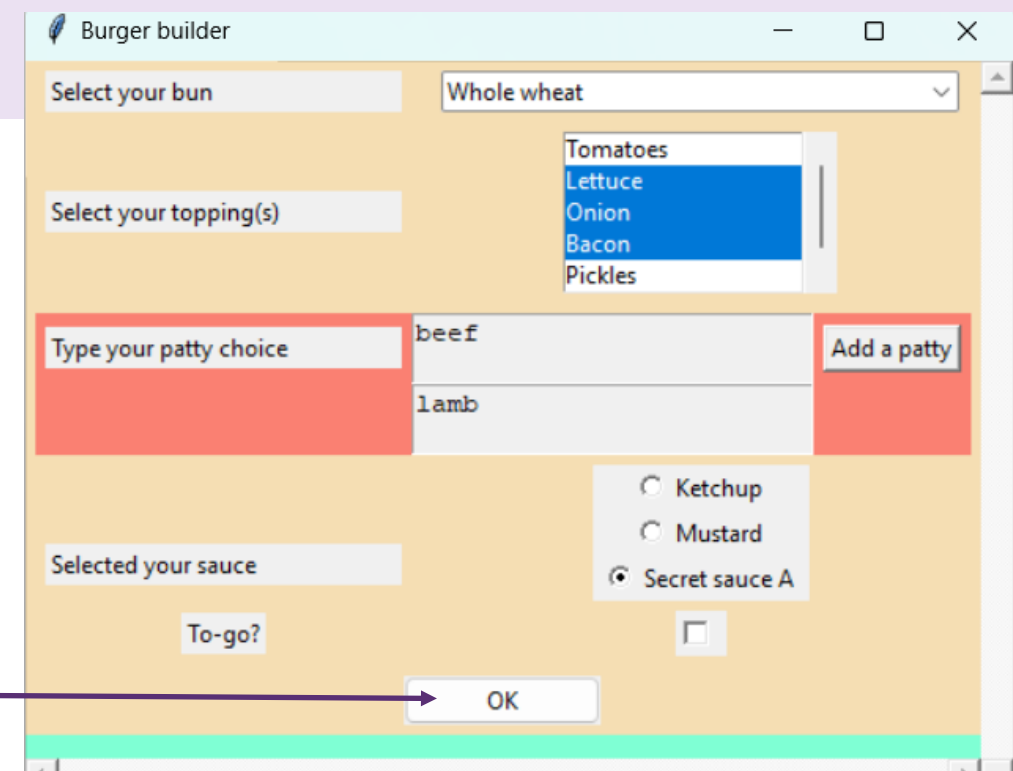 Burger builder
Select your bun
Whole wheat
Tomatoes
Lettuce
Select your topping(s)
Onion
Bacon
Pickles
Type your patty choice
beef
Add a patty
lamb
Ketchup
Mustard
Selected your sauce
Secret sauce A
To-go?
OK